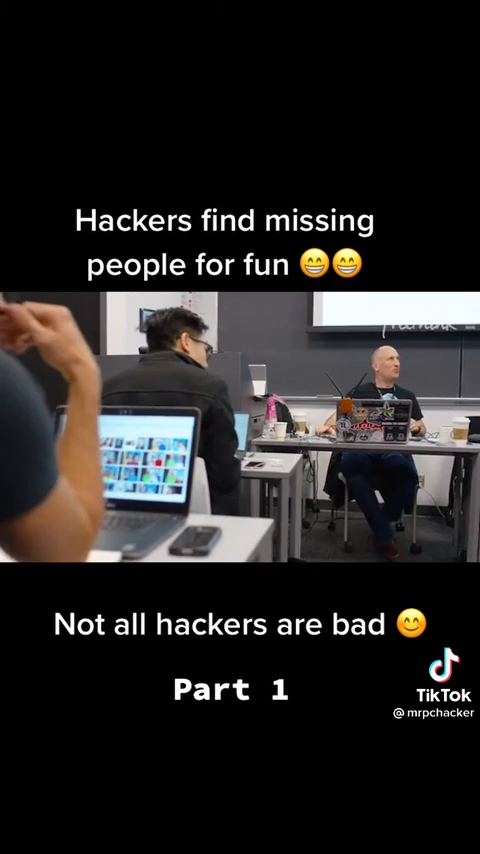 Hackers find missing
people for fun 😁😁
Not all hackers are bad 😊
Part 1
TikTok
@mrpchacker